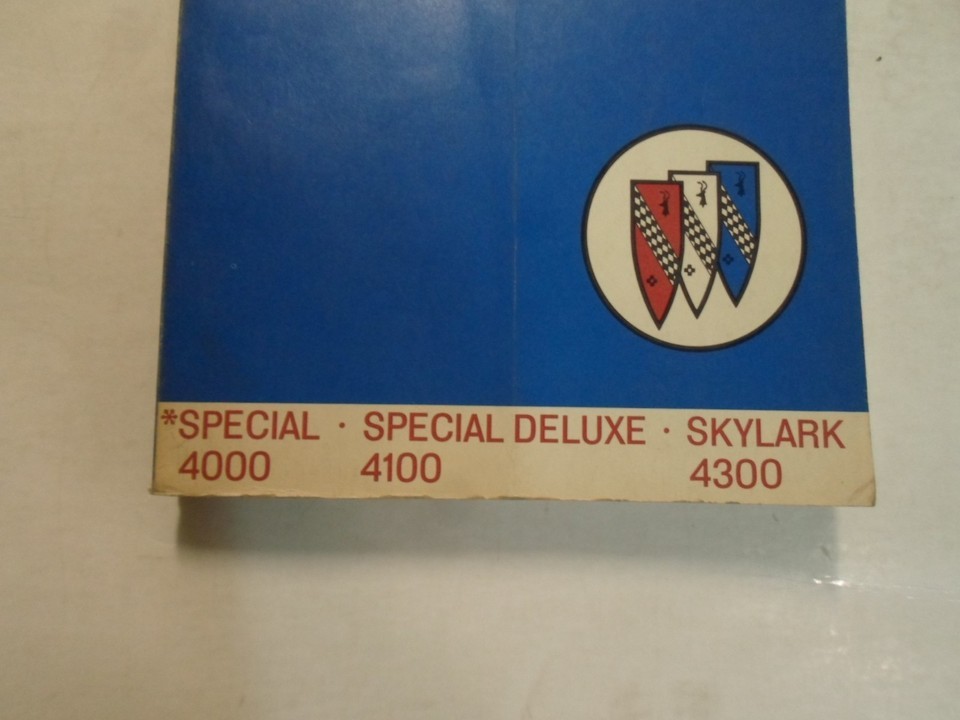 *SPECIAL · SPECIAL DELUXE · SKYLARK
4000 4100 4300